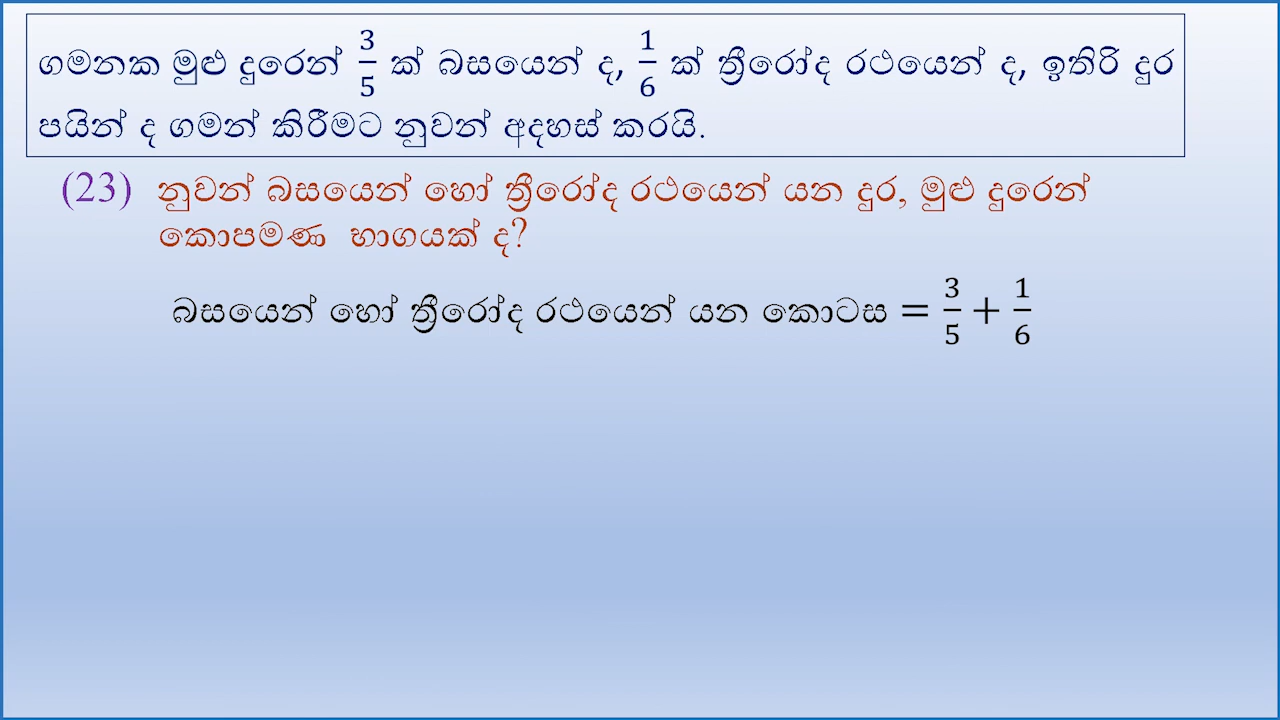 ගමනක මුළු දුරෙන් 3/5 ක් බසයෙන් ද, 1/6 ක් ත්‍රීරෝද රථයෙන් ද, ඉතිරි දුර
පයින් ද ගමන් කිරීමට නුවන් අදහස් කරයි.
(23) නුවන් බසයෙන් හෝ ත්‍රීරෝද රථයෙන් යන දුර, මුළු දුරෙන්
කොපමණ භාගයක් ද?
බසයෙන් හෝ ත්‍රීරෝද රථයෙන් යන කොටස = 3/5 + 1/6